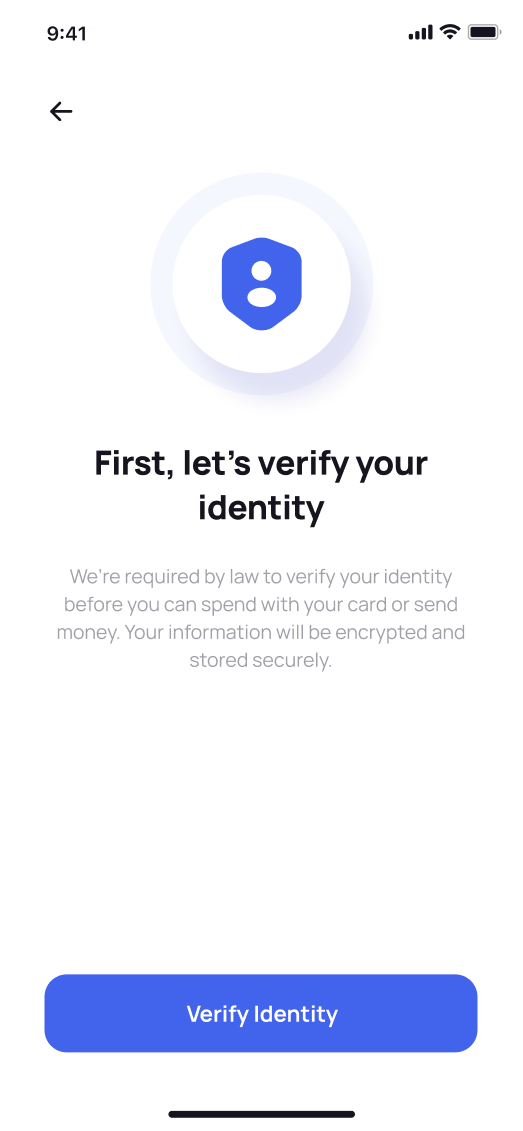 9:41
First, let's verify your
identity
We're required by law to verify your identity
before you can spend with your card or send
money. Your information will be encrypted and
stored securely.
Verify Identity